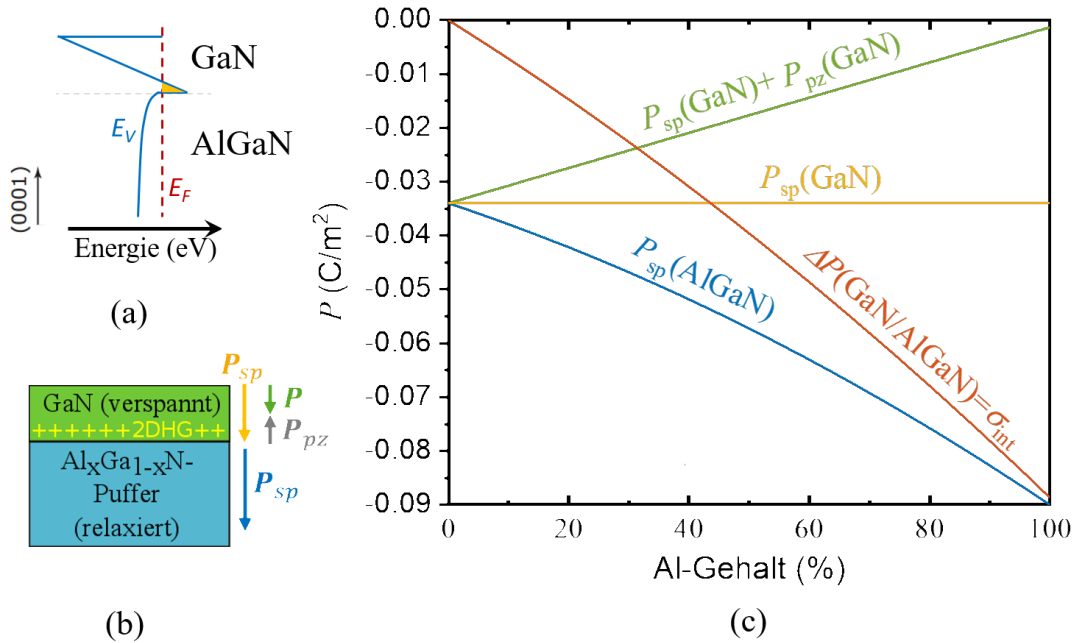 (a)
GaN
E_V
AlGaN
E_F
(0001)
Energie (eV)
(b)
P_sp
GaN (verspannt)
P
++++++2DHG++
P_pz
Al_xGa_1-xN-
P_sp
Puffer
(relaxiert)
(c)
P (C/m²)
0.00
-0.01
-0.02
-0.03
-0.04
-0.05
-0.06
-0.07
-0.08
-0.09
P_sp(GaN)+ P_pz(GaN)
P_sp(GaN)
P_sp(AlGaN)
ΔP(GaN/AlGaN)=σ_int
0
20
40
60
80
100
Al-Gehalt (%)